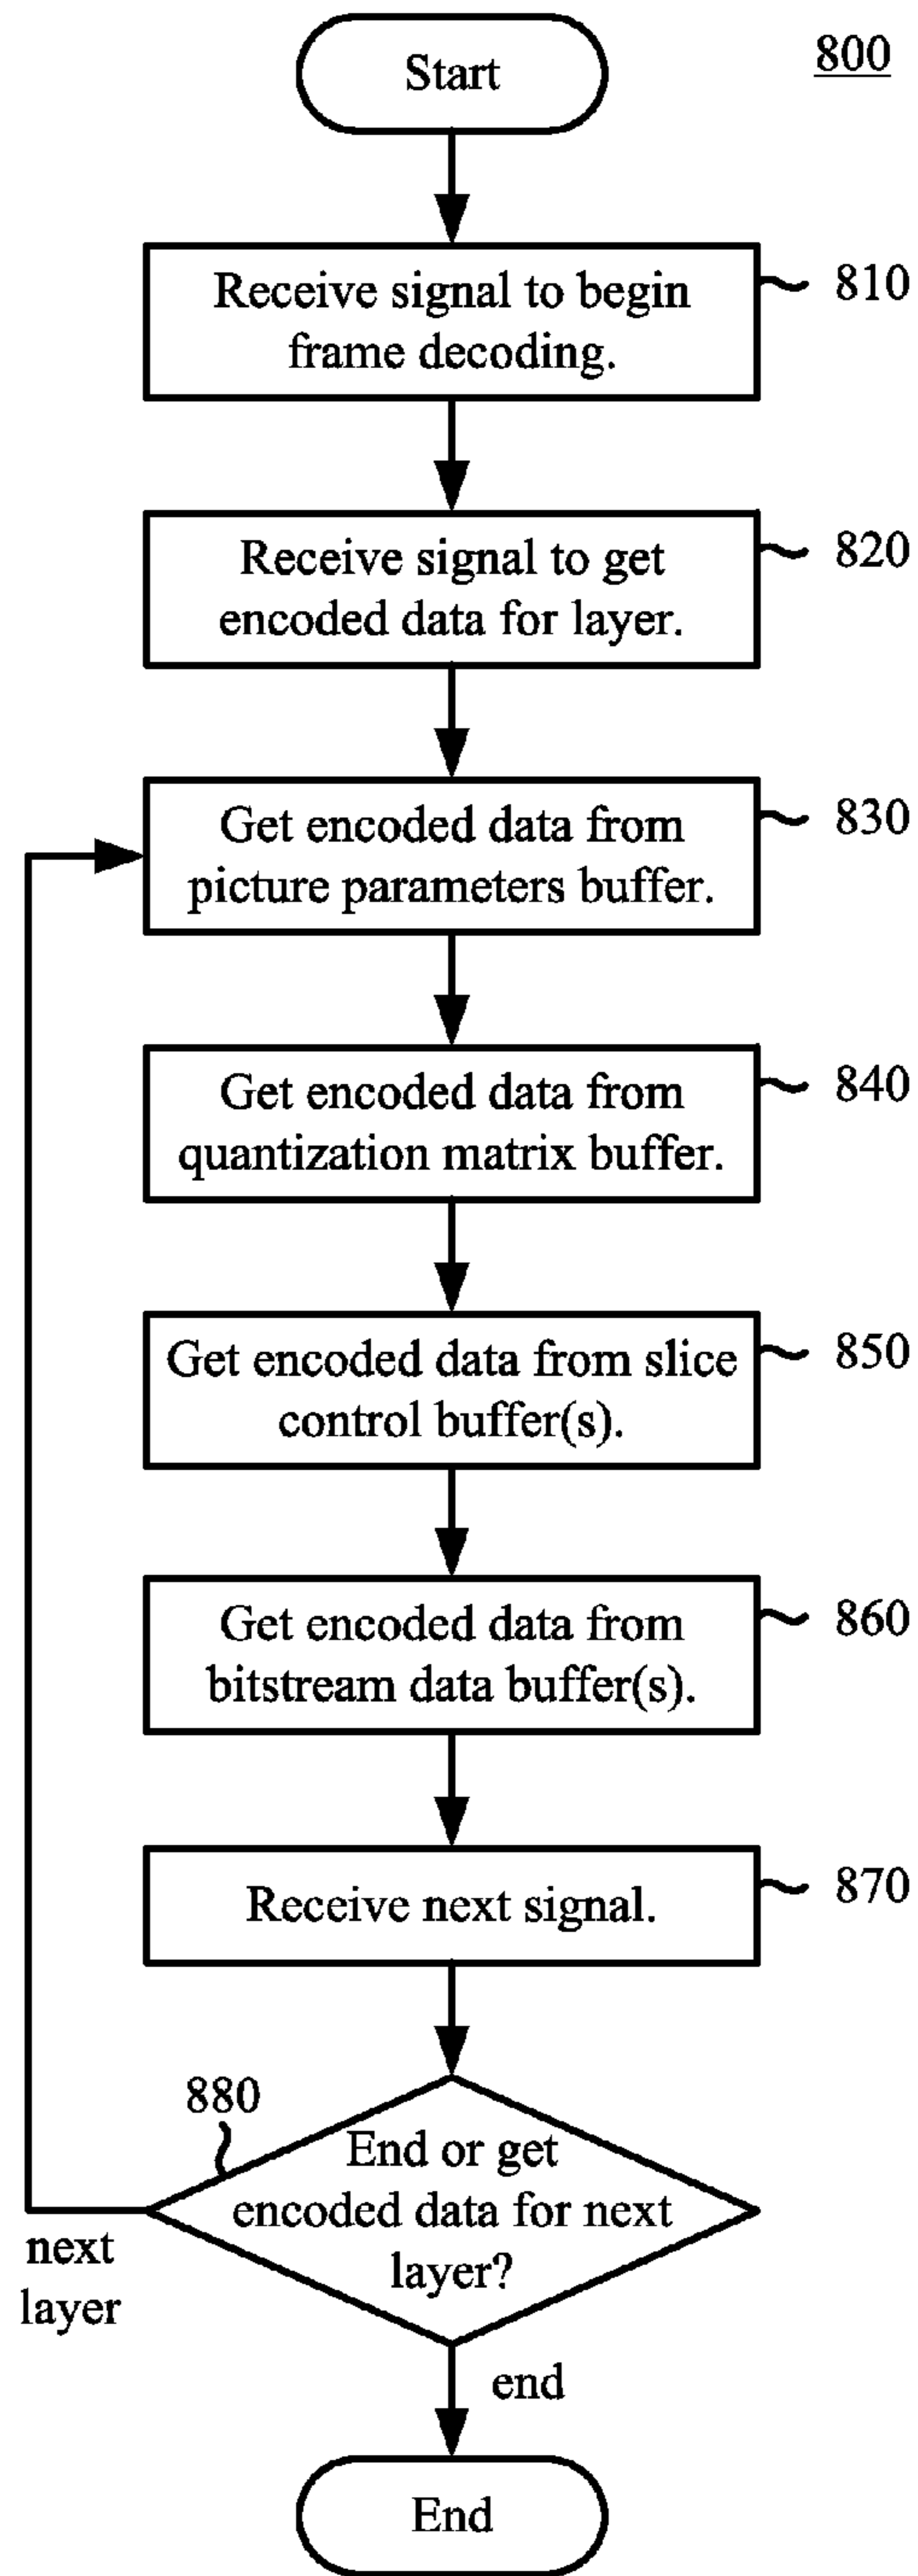 800
Start
Receive signal to begin
frame decoding.
810
Receive signal to get
encoded data for layer.
820
Get encoded data from
picture parameters buffer.
830
Get encoded data from
quantization matrix buffer.
840
Get encoded data from slice
control buffer(s).
850
Get encoded data from
bitstream data buffer(s).
860
Receive next signal.
870
880
End or get
encoded data for next
layer?
next
layer
end
End